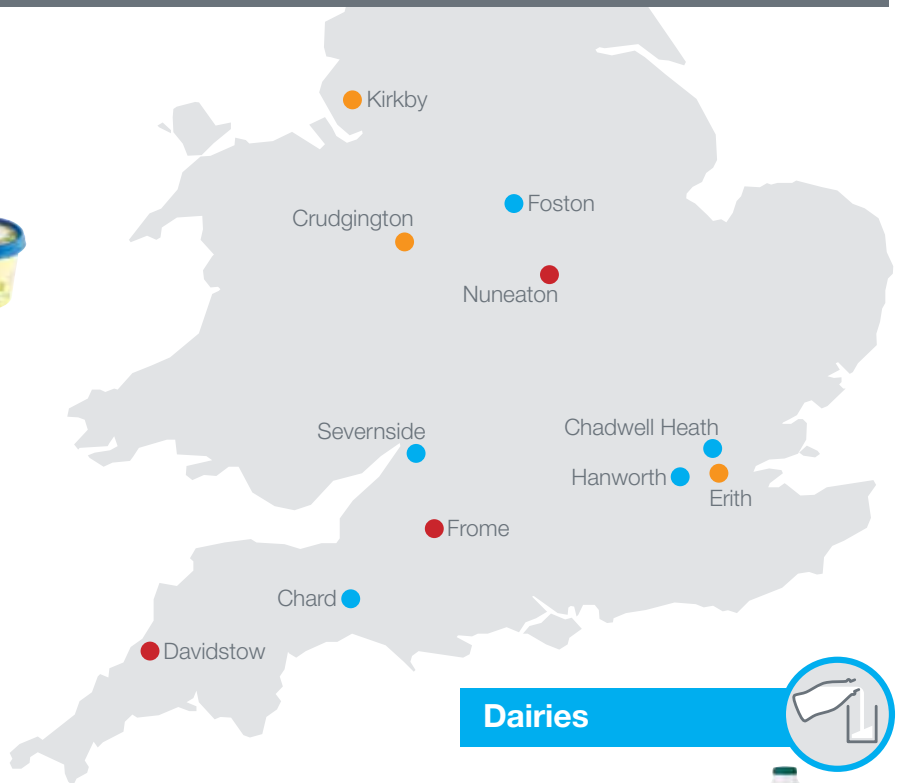 Kirkby
Foston
Crudgington
Nuneaton
Severnside
Chadwell Heath
Hanworth
Erith
Frome
Chard
Davidstow
Dairies